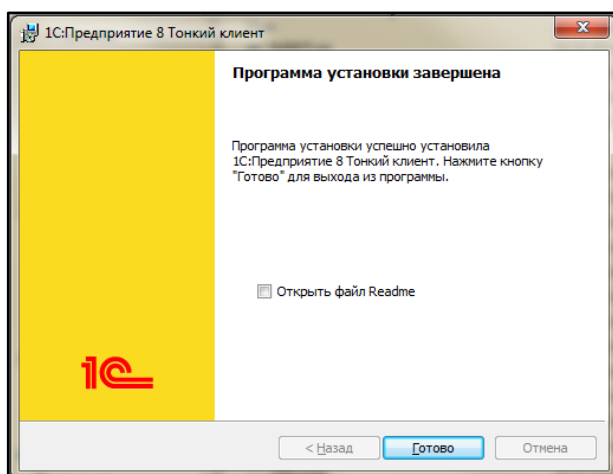 1С:Предприятие 8 Тонкий клиент
Программа установки завершена
Программа установки успешно установила
1С:Предприятие 8 Тонкий клиент. Нажмите кнопку
"Готово" для выхода из программы.
Открыть файл Readme
1С
< Назад
Готово
Отмена